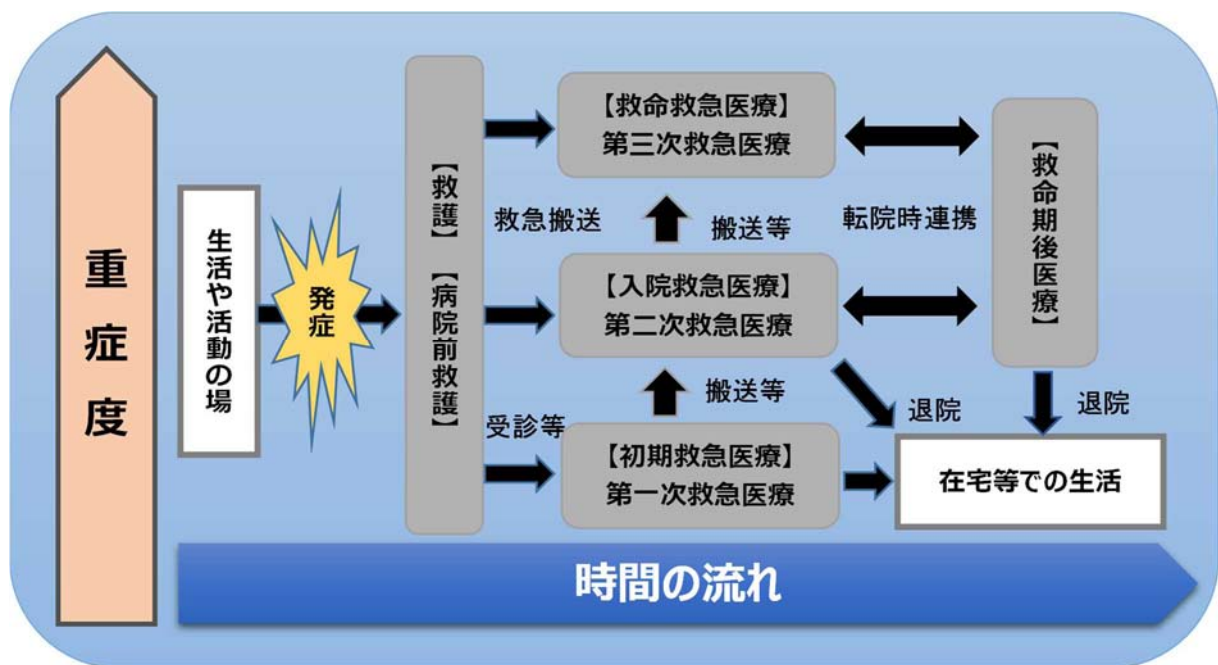 重症度
生活や活動の場
発症
【救護】【病院前救護】
救急搬送
受診等
【救命救急医療】
第三次救急医療
搬送等
【入院救急医療】
第二次救急医療
搬送等
【初期救急医療】
第一次救急医療
転院時連携
【救命期後医療】
退院
退院
在宅等での生活
時間の流れ